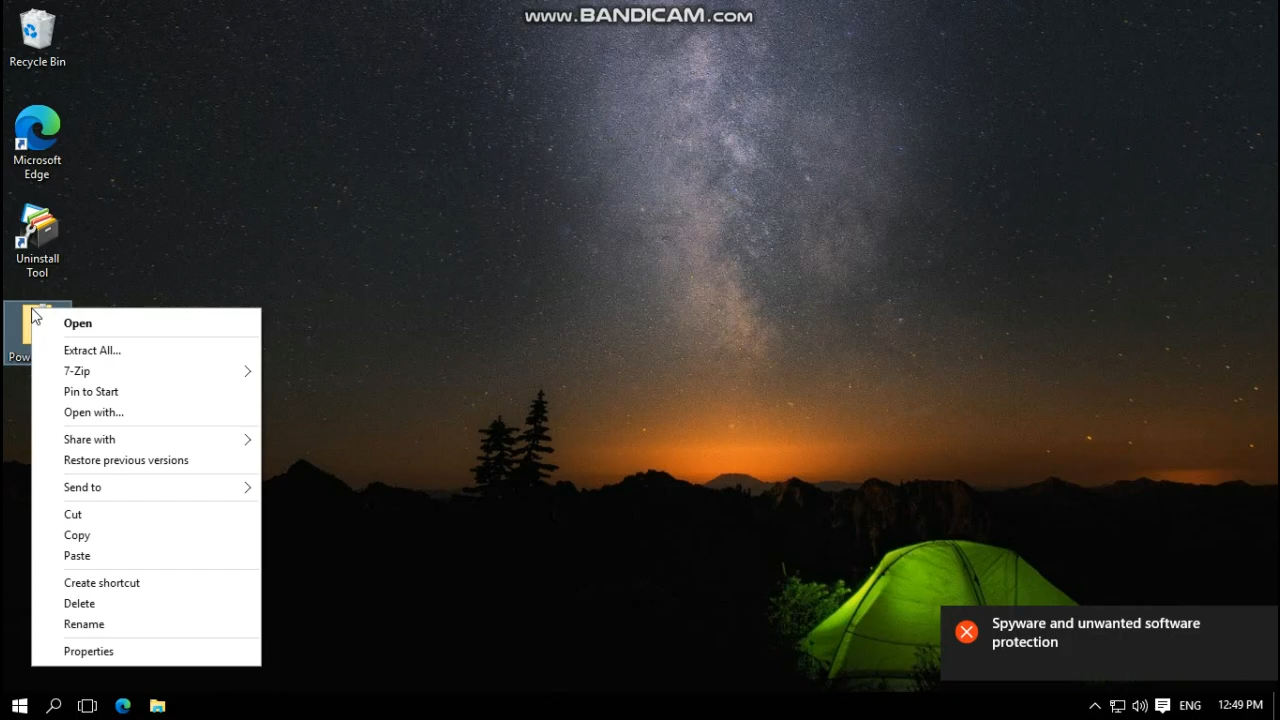 www.BANDICAM.com
Recycle Bin
Microsoft
Edge
Uninstall
Tool
Pow
Open
Extract All...
7-Zip
Pin to Start
Open with...
Share with
Restore previous versions
Send to
Cut
Copy
Paste
Create shortcut
Delete
Rename
Properties
Spyware and unwanted software
protection
ENG
12:49 PM